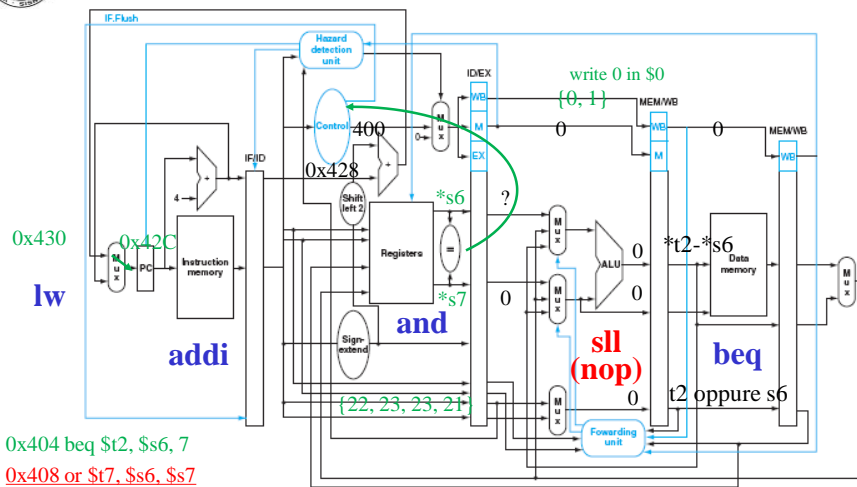 SIGN
IF.Flush
Hazard
detection
unit
ID/EX
write 0 in $0
{0, 1}
MEM/WB
WB
Control
400
M
u
x
0
M
0
WB
0
MEM/WB
IF/ID
+
EX
M
WB
0x428
+
4
Shift
left 2
*s6
?
0x430
0x42C
M
u
x
PC
Instruction
memory
Registers
=
M
u
x
ALU
0
*t2-*s6
Data
memory
M
u
x
lw
*s7
0
M
u
x
0
and
addi
Sign-
extend
sll
(nop)
beq
{22, 23, 23, 21}
M
u
x
0
t2 oppure s6
Fowarding
unit
0x404 beq $t2, $s6, 7
0x408 or $t7, $s6, $s7